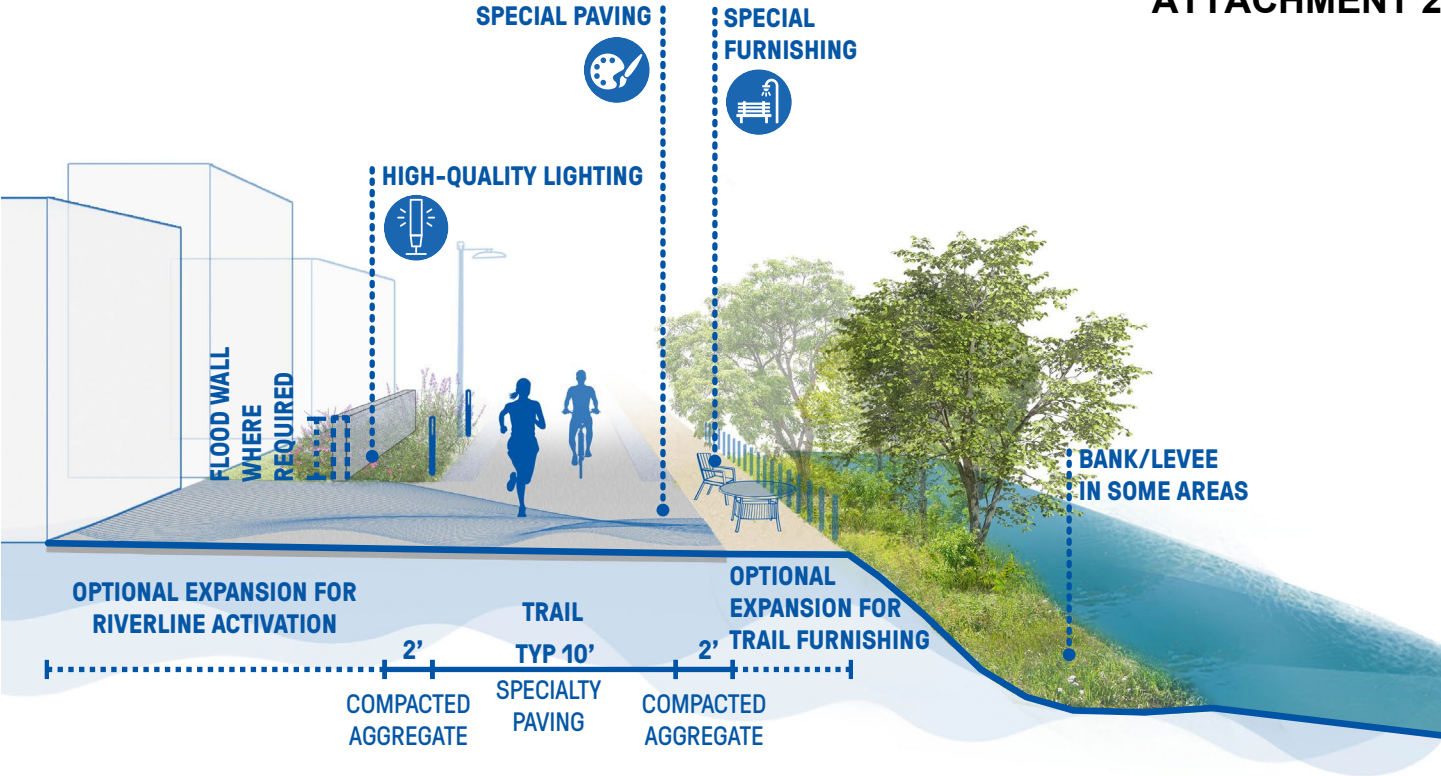 ATTACHMENT 2
SPECIAL PAVING
SPECIAL
FURNISHING
HIGH-QUALITY LIGHTING
FLOOD WALL
WHERE
REQUIRED
BANK/LEVEE
IN SOME AREAS
OPTIONAL EXPANSION FOR
RIVERLINE ACTIVATION
TRAIL
OPTIONAL
EXPANSION FOR
TRAIL FURNISHING
2’
TYP 10’
2’
COMPACTED
AGGREGATE
SPECIALTY
PAVING
COMPACTED
AGGREGATE